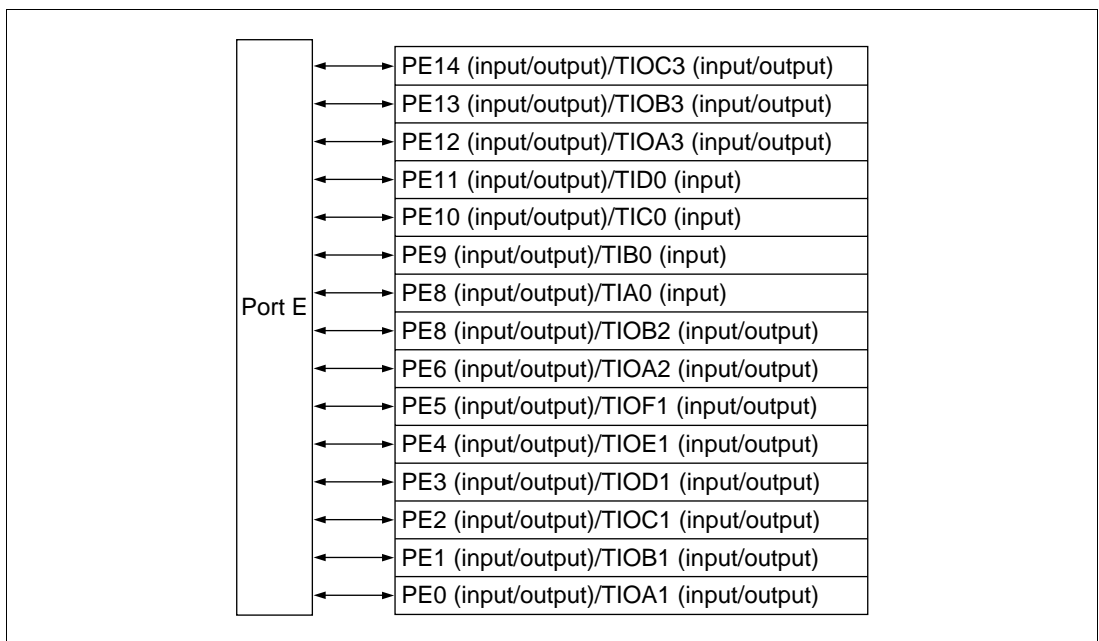 PE14 (input/output)/TIOC3 (input/output)
PE13 (input/output)/TIOB3 (input/output)
PE12 (input/output)/TIOA3 (input/output)
PE11 (input/output)/TID0 (input)
PE10 (input/output)/TIC0 (input)
PE9 (input/output)/TIB0 (input)
PE8 (input/output)/TIA0 (input)
Port E
PE8 (input/output)/TIOB2 (input/output)
PE6 (input/output)/TIOA2 (input/output)
PE5 (input/output)/TIOF1 (input/output)
PE4 (input/output)/TIOE1 (input/output)
PE3 (input/output)/TIOD1 (input/output)
PE2 (input/output)/TIOC1 (input/output)
PE1 (input/output)/TIOB1 (input/output)
PE0 (input/output)/TIOA1 (input/output)